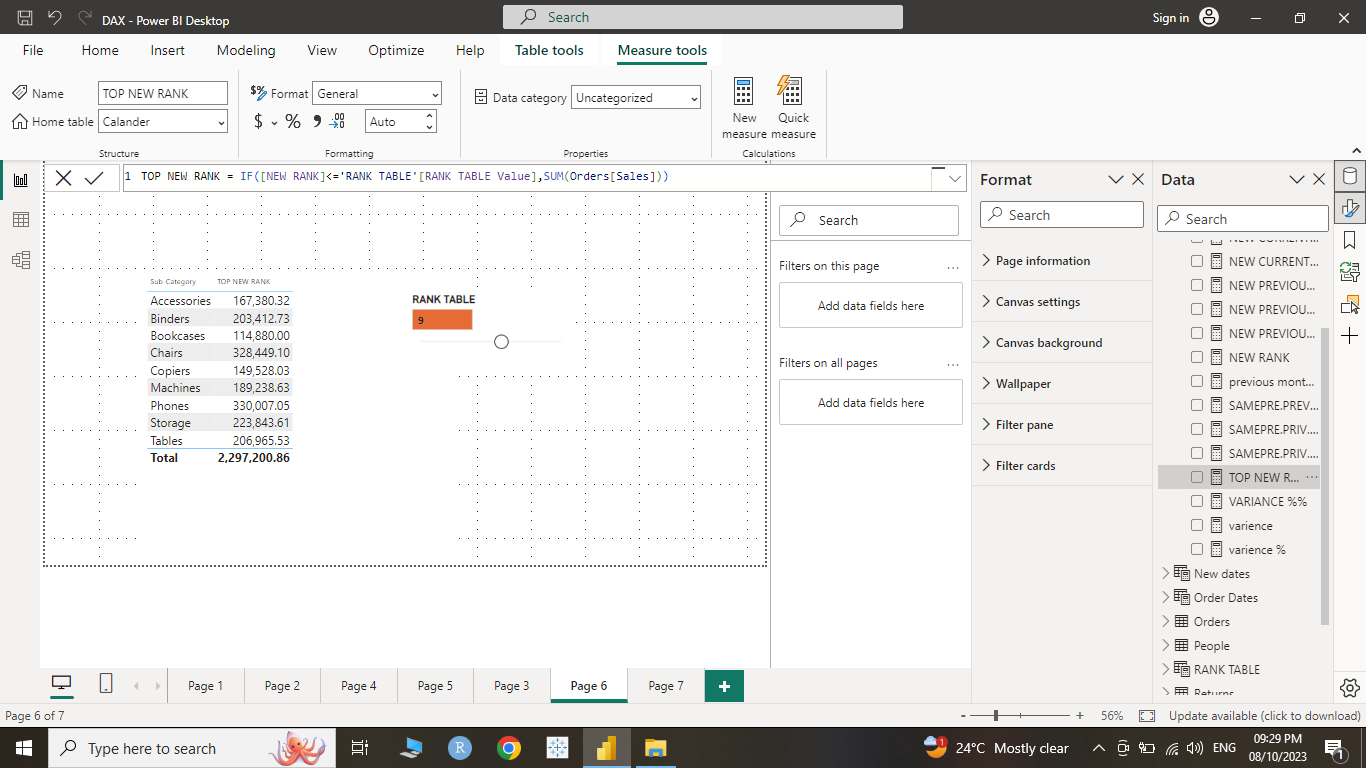 DAX - Power BI Desktop
Search
Sign in
File Home Insert Modeling View Optimize Help Table tools Measure tools
Name TOP NEW RANK
Home table Calander
Structure
Format General
$ % Auto
Formatting
Data category Uncategorized
Properties
New measure
Quick measure
Calculations
1 TOP NEW RANK = IF([NEW RANK]<='RANK TABLE'[RANK TABLE Value],SUM(Orders[Sales]))
Sub Category TOP NEW RANK
Accessories 167,380.32
Binders 203,412.73
Bookcases 114,880.00
Chairs 328,449.10
Copiers 149,528.03
Machines 189,238.63
Phones 330,007.05
Storage 223,843.61
Tables 206,965.53
Total 2,297,200.86
RANK TABLE
9
Search
Filters on this page ...
Add data fields here
Filters on all pages ...
Add data fields here
Format
Search
Page information
Canvas settings
Canvas background
Wallpaper
Filter pane
Filter cards
Data
Search
NEW CURRENT...
NEW CURRENT...
NEW PREVIOU...
NEW PREVIOU...
NEW PREVIOU...
NEW RANK
previous mont...
SAMEPRE.PREV...
SAMEPRE.PRIV....
SAMEPRE.PRIV....
TOP NEW R... ...
VARIANCE %%
varience
varience %
New dates
Order Dates
Orders
People
RANK TABLE
Returns
Page 1 Page 2 Page 4 Page 5 Page 3 Page 6 Page 7 +
Page 6 of 7
- + 56% Update available (click to download)
Type here to search
R
1 24°C Mostly clear
ENG
09:29 PM
08/10/2023
1